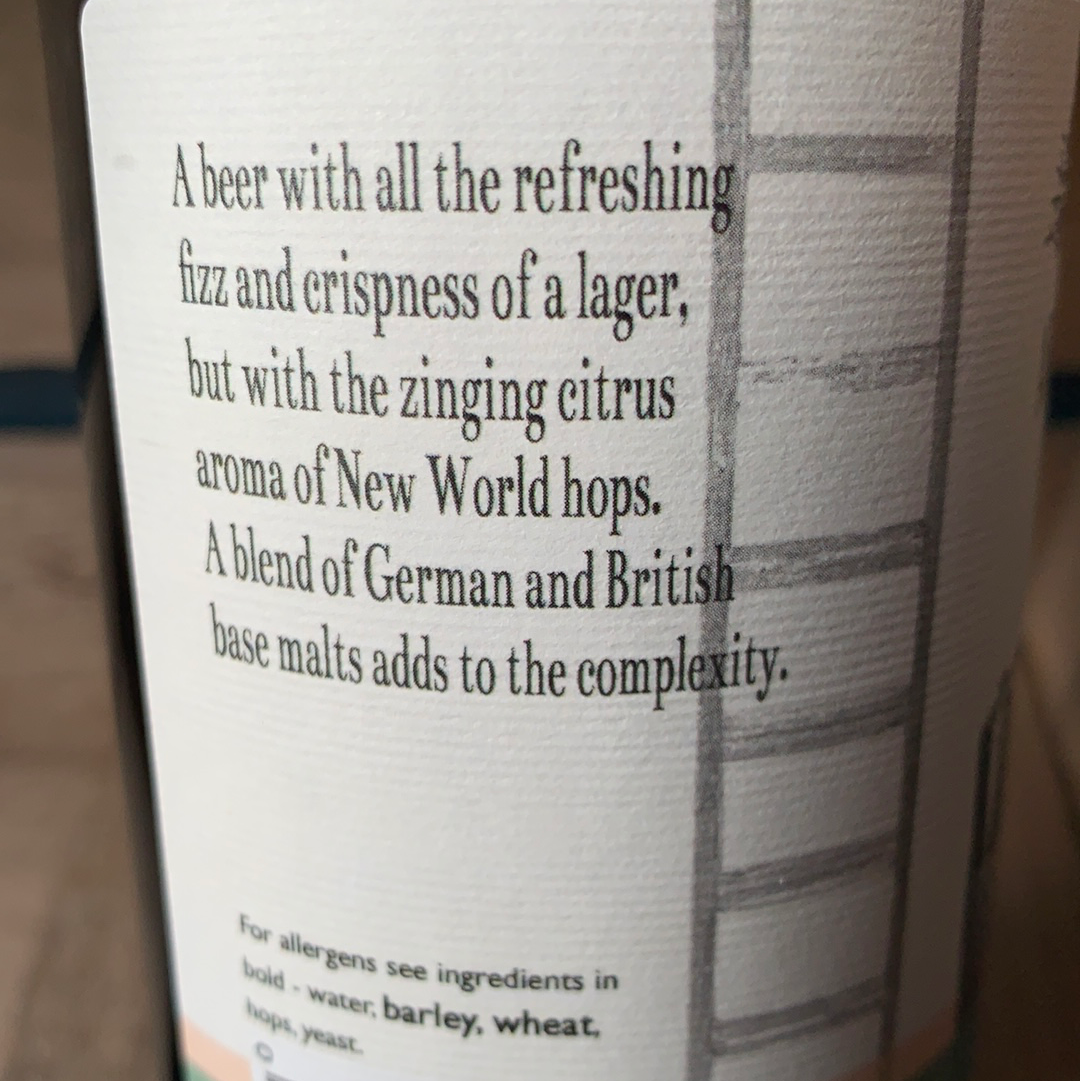 A beer with all the refreshing
fizz and crispness of a lager,
but with the zinging citrus
aroma of New World hops.
A blend of German and British
base malts adds to the complexity.
For allergens see ingredients in
bold - water, barley, wheat,
hops, yeast.